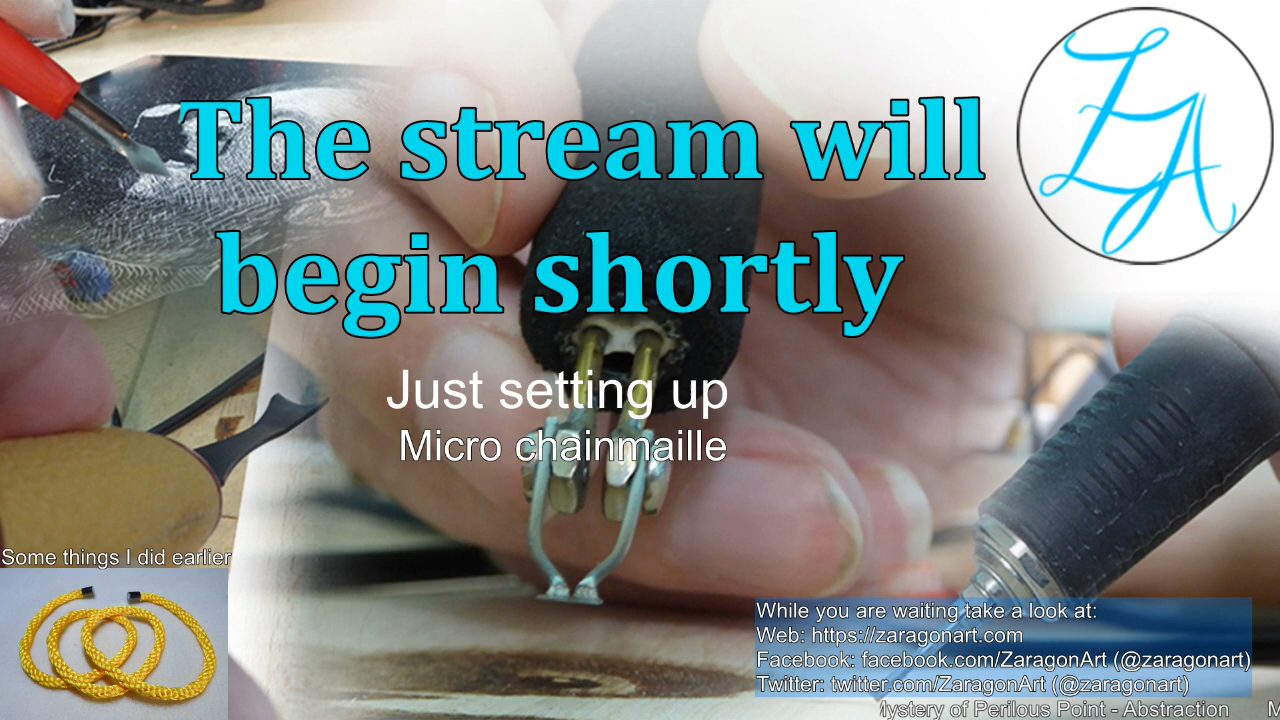 The stream will
begin shortly
ZA
Just setting up
Micro chainmaille
Some things I did earlier
While you are waiting take a look at:
Web: https://zaragonart.com
Facebook: facebook.com/ZaragonArt (@zaragonart)
Twitter: twitter.com/ZaragonArt (@zaragonart)
of Perilous Point - Abstraction